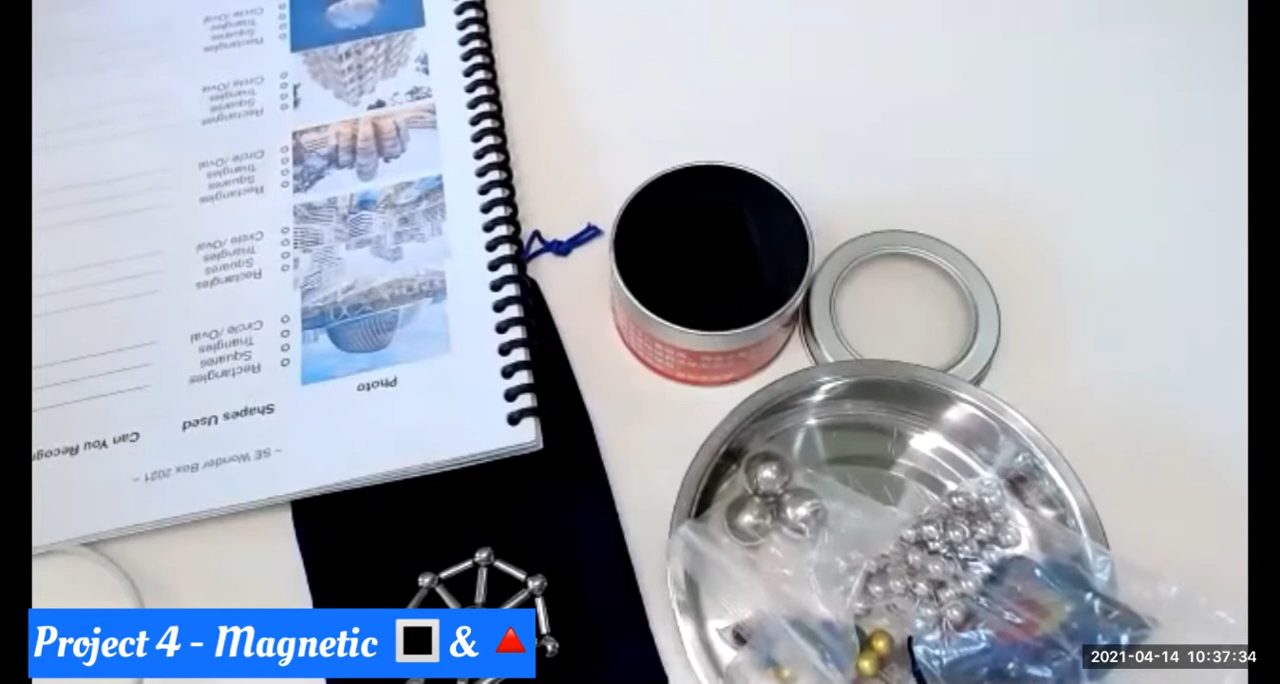 – SE Wonder Box 2021 –
Shapes Used
Can You Recogn
Photo
Rectangles
Squares
Triangles
Circle /Oval
Rectangles
Squares
Triangles
Circle /Oval
Rectangles
Squares
Triangles
Circle /Oval
Rectangles
Squares
Triangles
Circle /Oval
Rectangles
Squares
Triangles
Circle /Oval
Project 4 - Magnetic 🔳 & 🔺
2021-04-14 10:37:34